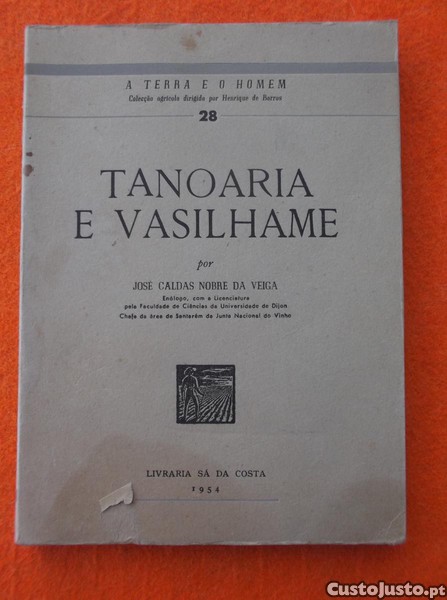 A TERRA E O HOMEM
Colecção agrícola dirigida por Henrique de Barros
28
TANOARIA
E VASILHAME
por
JOSÉ CALDAS NOBRE DA VEIGA
Enólogo, com a Licenciatura
pela Faculdade de Ciências da Universidade de Dijon
Chefe da área de Santarém da Junta Nacional do Vinho
LIVRARIA SÁ DA COSTA
1954
CustoJusto.pt